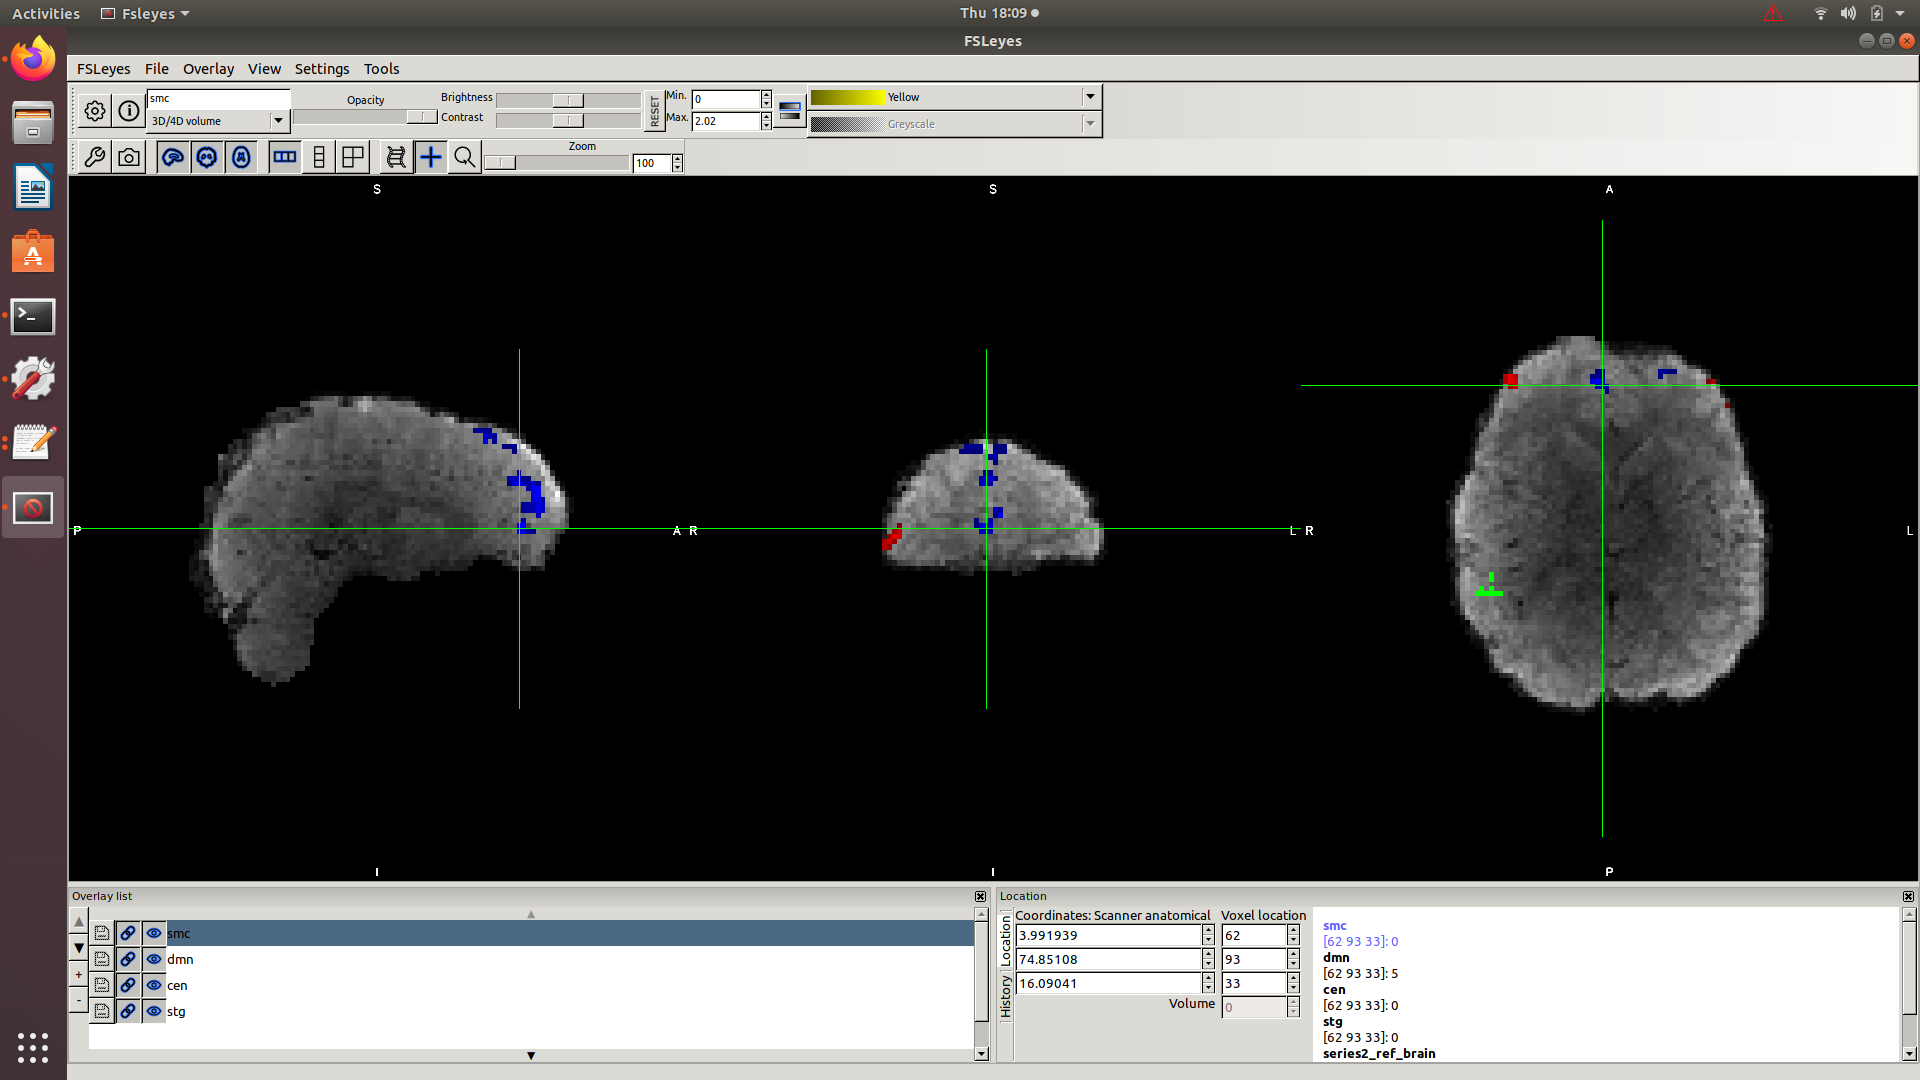 Activities Fsleyes Thu 18:09
FSLeyes
FSLeyes File Overlay View Settings Tools
smc
3D/4D volume
Opacity
Brightness
Contrast
RESET
Min. 0
Max. 2.02
Yellow
Greyscale
Zoom
100
S S A
P A R L R L
I I P
Overlay list
smc
dmn
cen
stg
Location
Location
History
Coordinates: Scanner anatomical Voxel location
3.991939 62
74.85108 93
16.09041 33
Volume 0
smc
[62 93 33]: 0
dmn
[62 93 33]: 5
cen
[62 93 33]: 0
stg
[62 93 33]: 0
series2_ref_brain